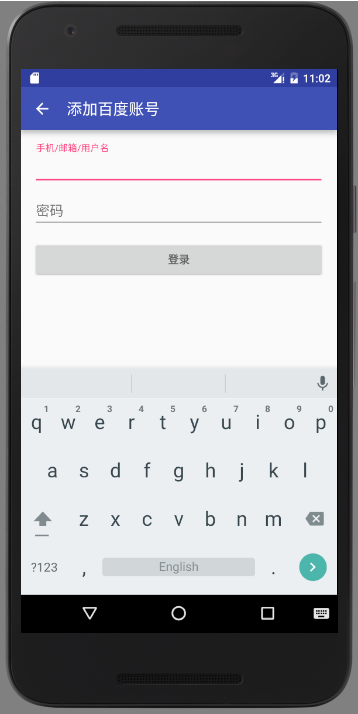 3G 11:02
添加百度账号
手机/邮箱/用户名
密码
登录
1 2 3 4 5 6 7 8 9 0
q w e r t y u i o p
a s d f g h j k l
z x c v b n m
?123 , English .